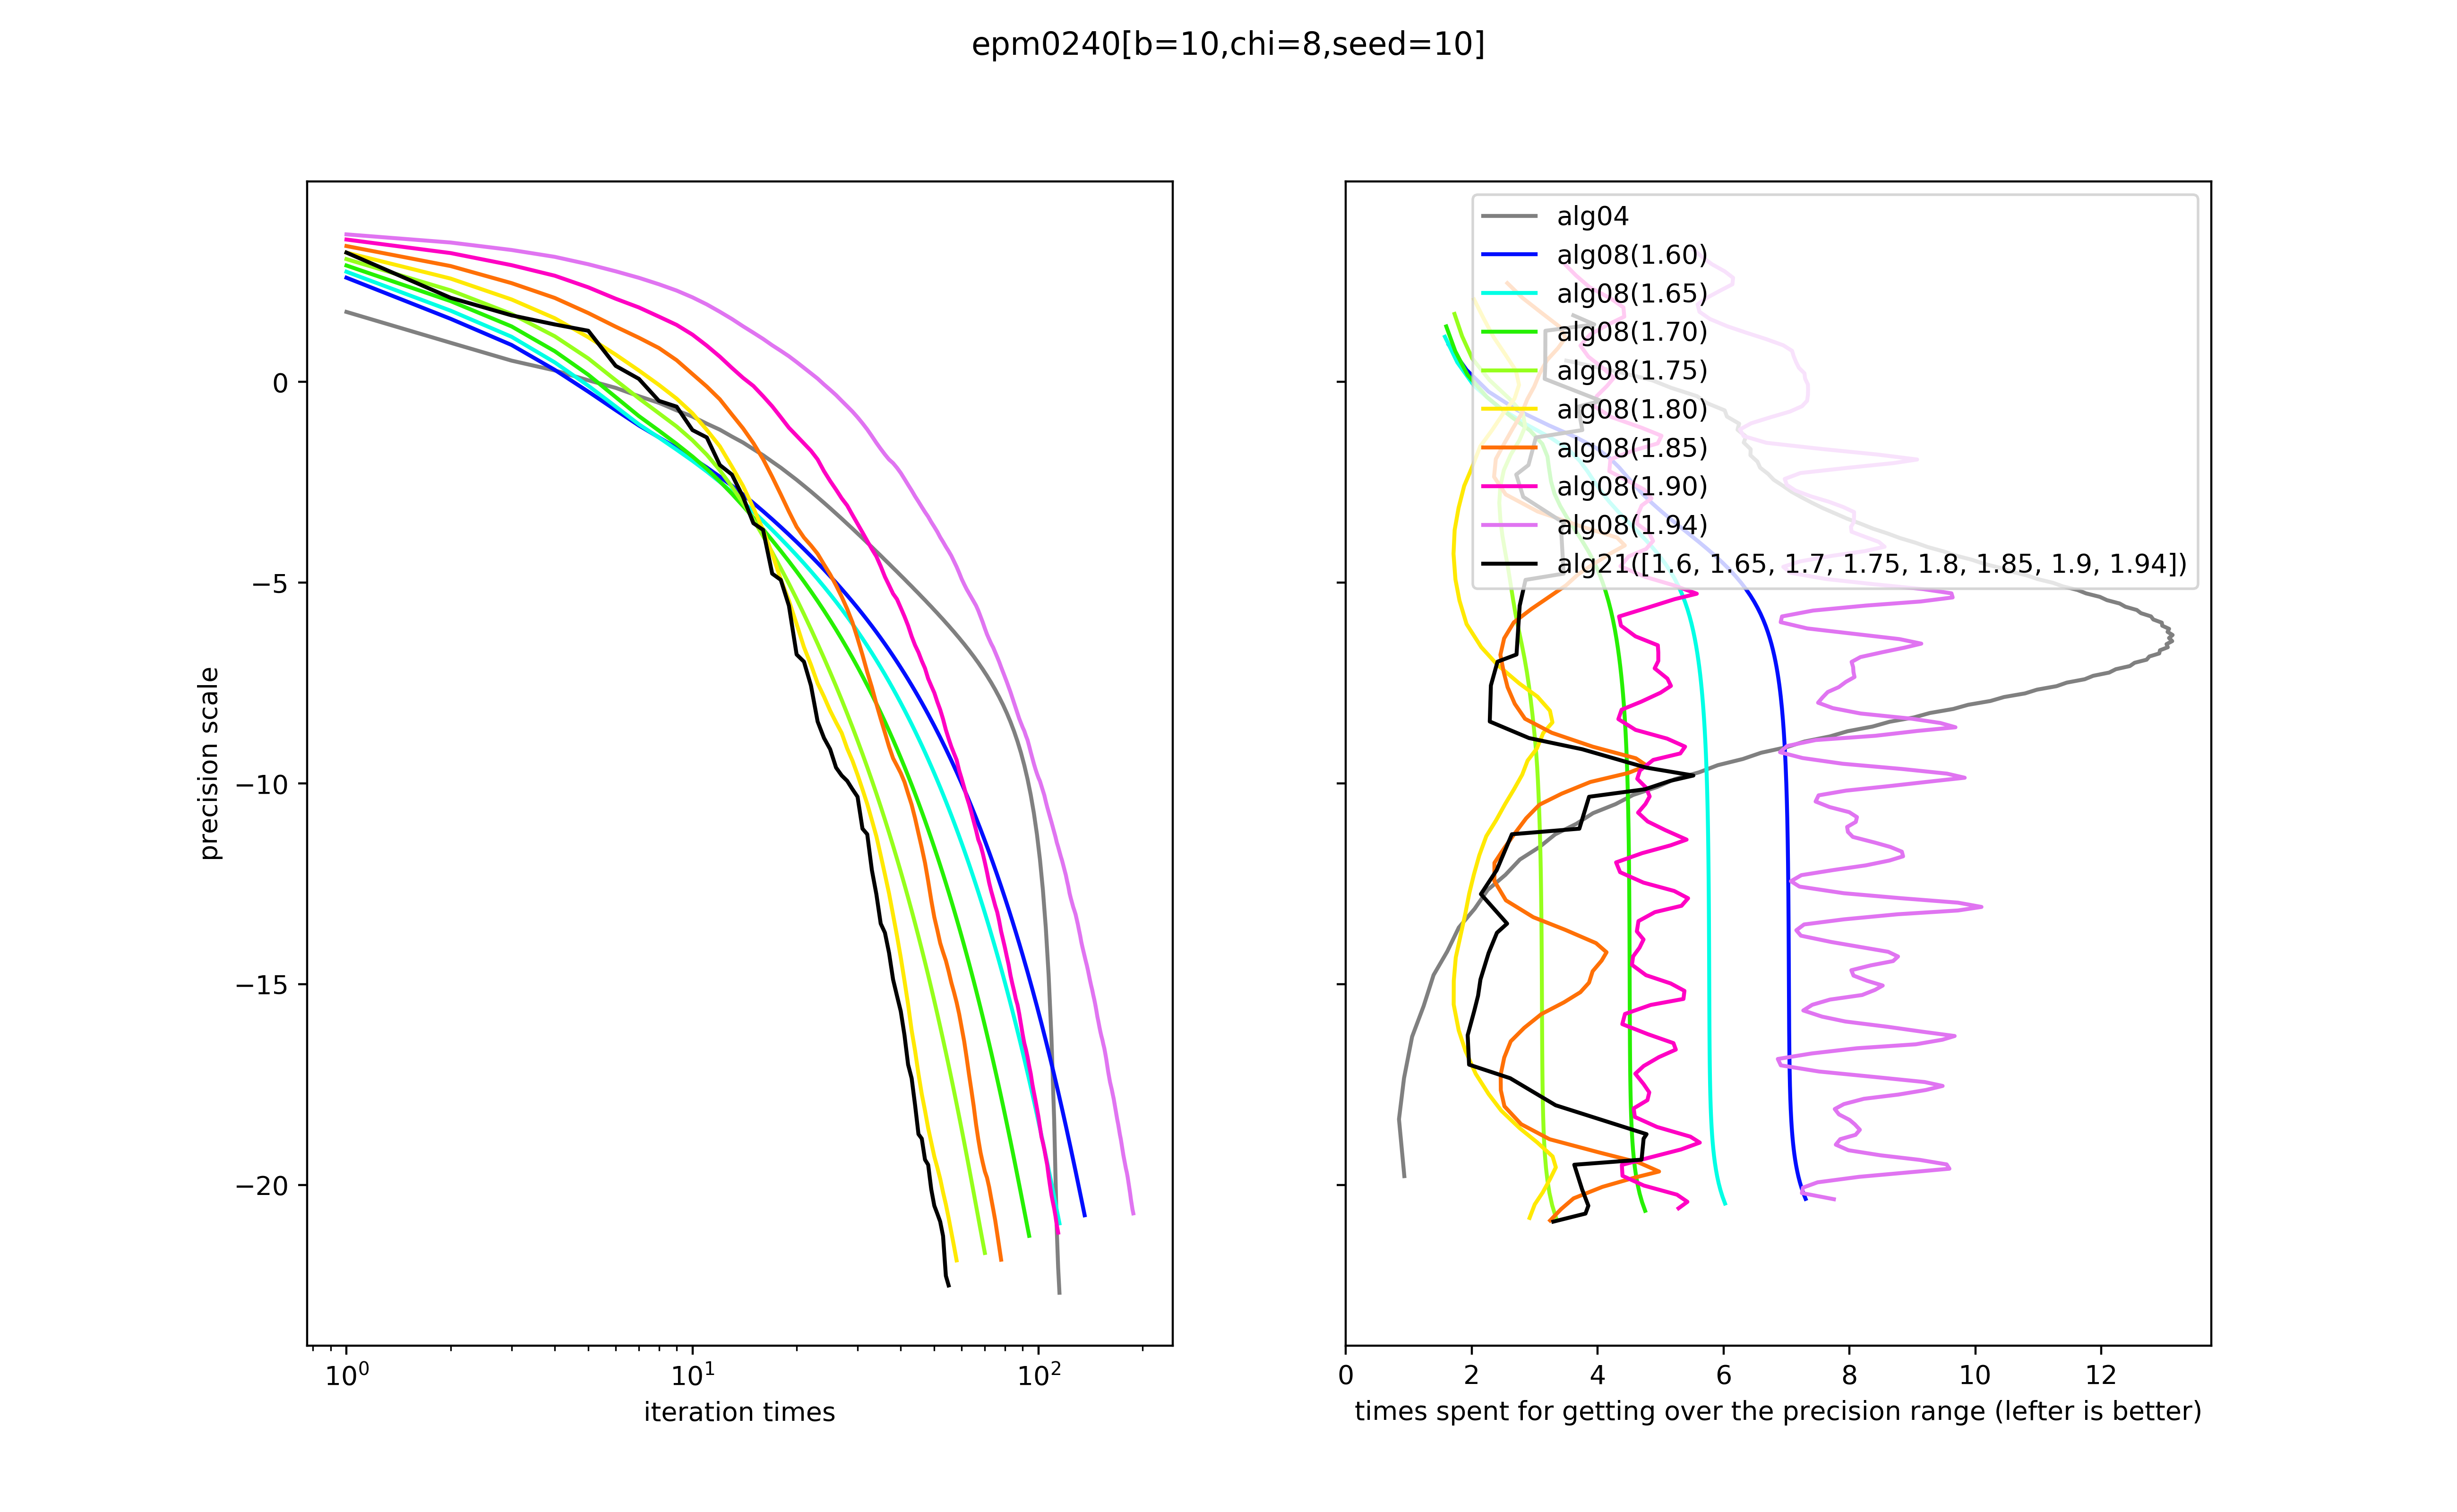 epm0240[b=10,chi=8,seed=10]
precision scale
0
−5
−10
−15
−20
10⁰
10¹
10²
iteration times
alg04
alg08(1.60)
alg08(1.65)
alg08(1.70)
alg08(1.75)
alg08(1.80)
alg08(1.85)
alg08(1.90)
alg08(1.94)
alg21([1.6, 1.65, 1.7, 1.75, 1.8, 1.85, 1.9, 1.94])
0 2 4 6 8 10 12
times spent for getting over the precision range (lefter is better)